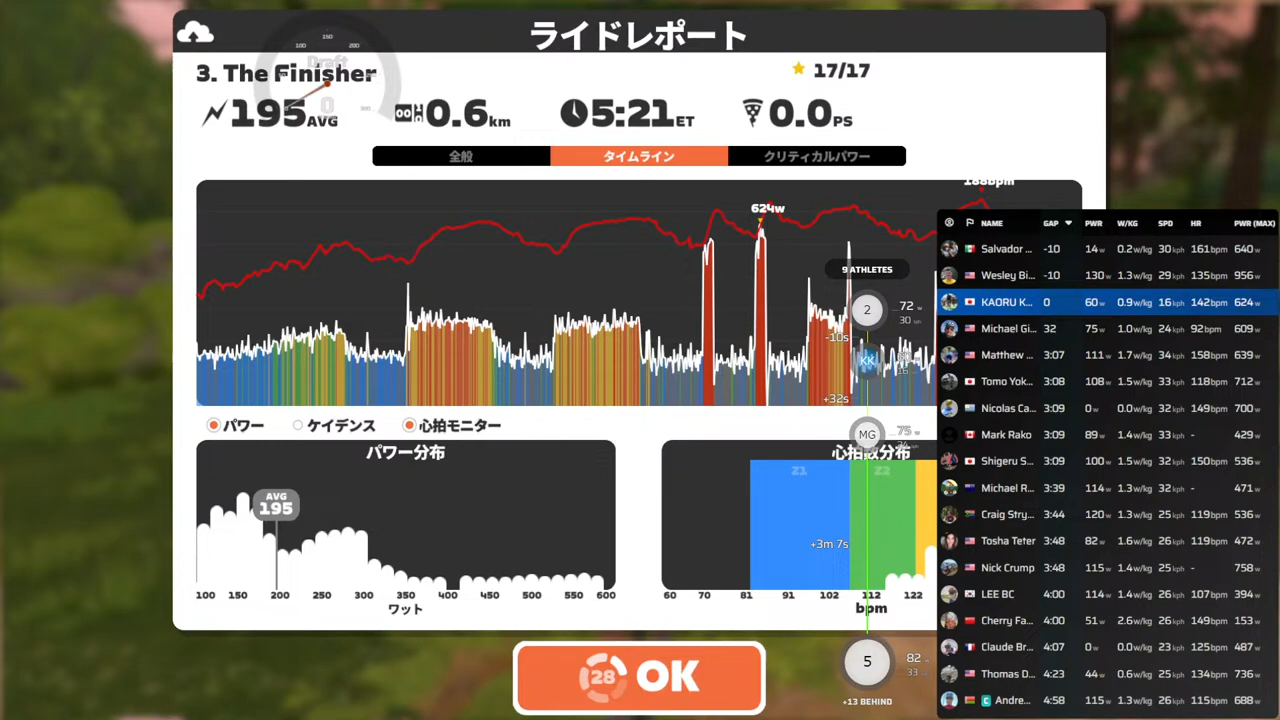 ライドレポート
100 150 200
Draft
3. The Finisher
17/17
195AVG
0.6km
5:21ET
0.0PS
全般
タイムライン
クリティカルパワー
188bpm
624w
9 ATHLETES
2
72 w
30 kph
-10s
KK
+32s
MG
75 w
パワー
ケイデンス
心拍モニター
パワー分布
AVG
195
100 150 200 250 300 350 400 450 500 550 600
ワット
心拍数分布
Z1
Z2
+3m 7s
60 70 81 91 102 112 122
bpm
28
OK
5
82 w
33
+13 BEHIND
NAME GAP PWR W/KG SPD HR PWR (MAX)
Salvador ... -10 14w 0.2w/kg 30kph 161bpm 640w
Wesley Bi... -10 130w 1.3w/kg 29kph 135bpm 956w
KAORU K... 0 60w 0.9w/kg 16kph 142bpm 624w
Michael Gi... 32 75w 1.0w/kg 24kph 92bpm 609w
Matthew ... 3:07 111w 1.7w/kg 34kph 158bpm 639w
Tomo Yok... 3:08 108w 1.5w/kg 33kph 118bpm 712w
Nicolas Ca... 3:09 0w 0.0w/kg 32kph 149bpm 700w
Mark Rako 3:09 89w 1.4w/kg 33kph - 429w
Shigeru S... 3:09 100w 1.5w/kg 32kph 150bpm 536w
Michael R... 3:39 114w 1.3w/kg 32kph - 471w
Craig Stry... 3:44 120w 1.3w/kg 25kph 119bpm 536w
Tosha Teter 3:48 82w 1.6w/kg 26kph 119bpm 472w
Nick Crump 3:48 115w 1.4w/kg 25kph - 758w
LEE BC 4:00 114w 1.4w/kg 26kph 107bpm 394w
Cherry Fa... 4:00 51w 2.6w/kg 26kph 149bpm 153w
Claude Br... 4:07 0w 0.0w/kg 23kph 125bpm 487w
Thomas D... 4:23 44w 0.6w/kg 25kph 134bpm 736w
C Andre... 4:58 115w 1.3w/kg 26kph 115bpm 688w